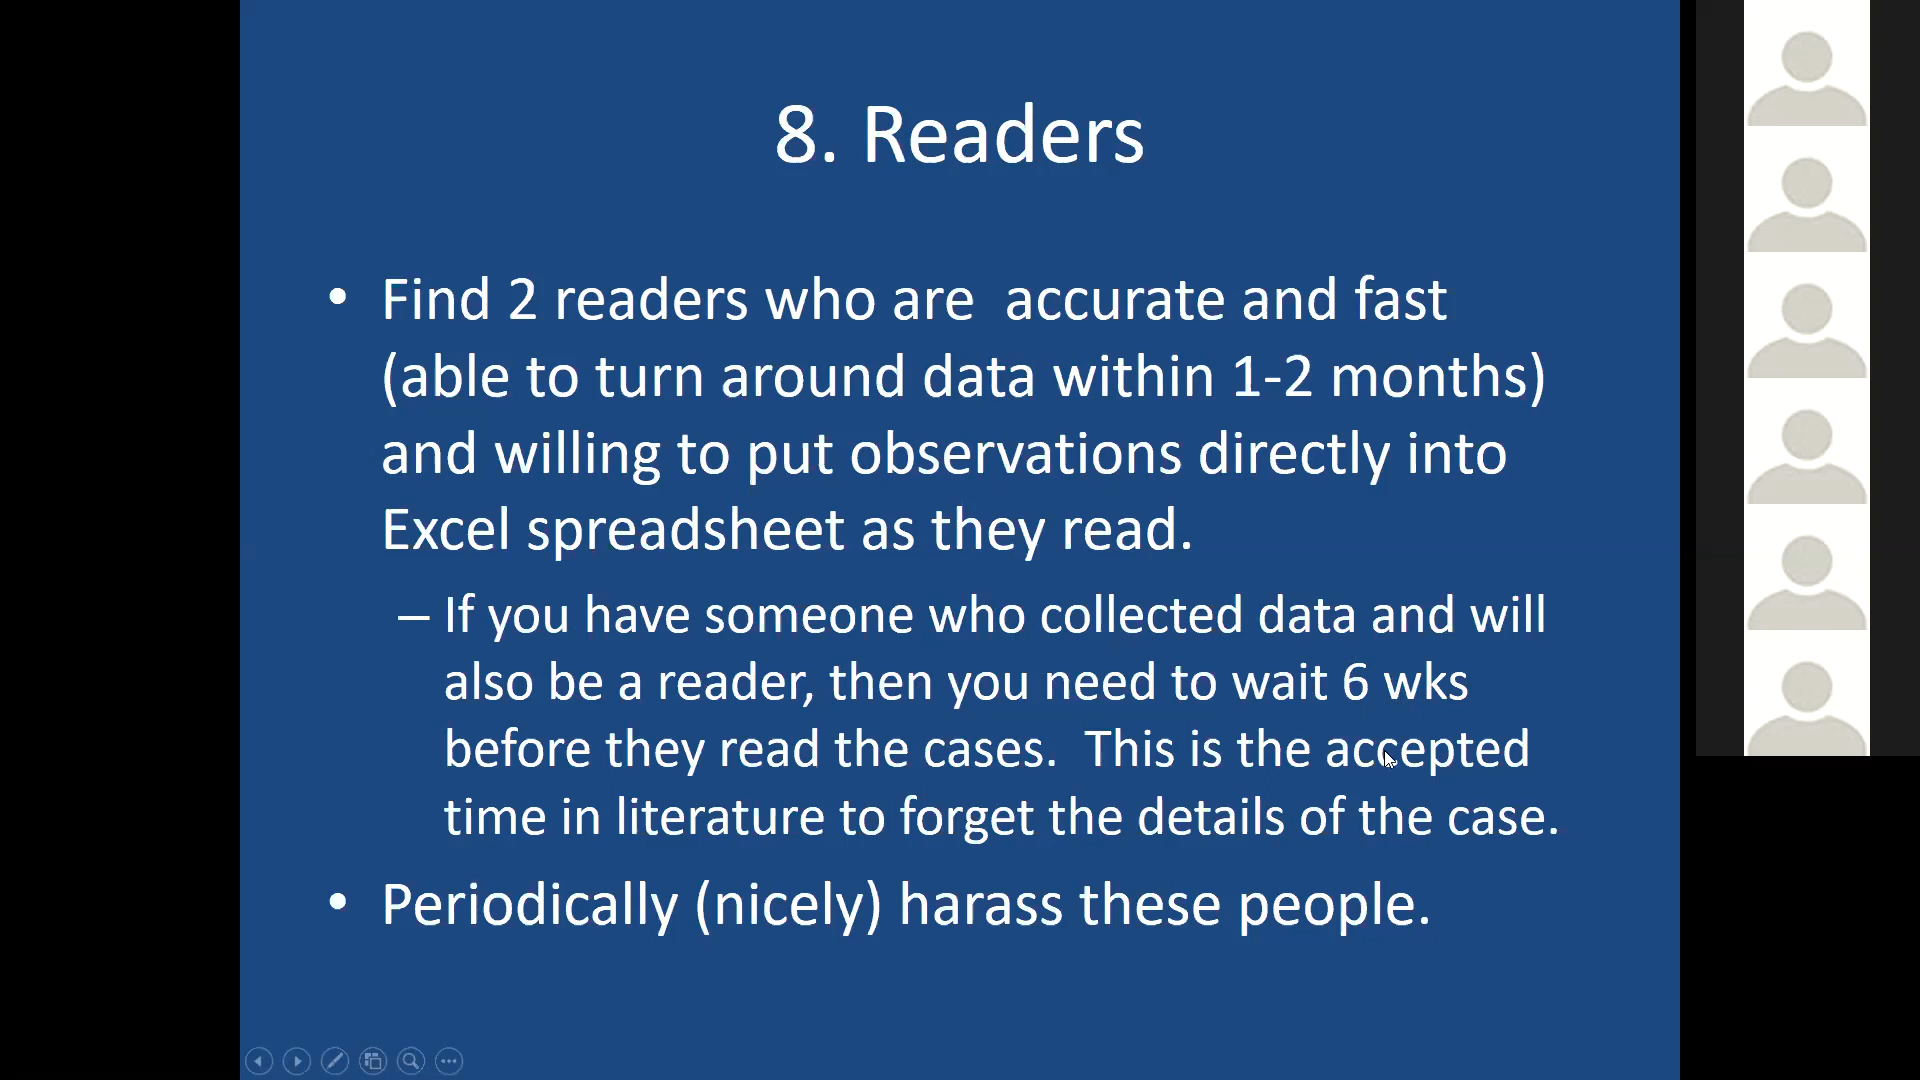 8. Readers
• Find 2 readers who are  accurate and fast
(able to turn around data within 1-2 months)
and willing to put observations directly into
Excel spreadsheet as they read.
– If you have someone who collected data and will
also be a reader, then you need to wait 6 wks
before they read the cases.  This is the accepted
time in literature to forget the details of the case.
• Periodically (nicely) harass these people.